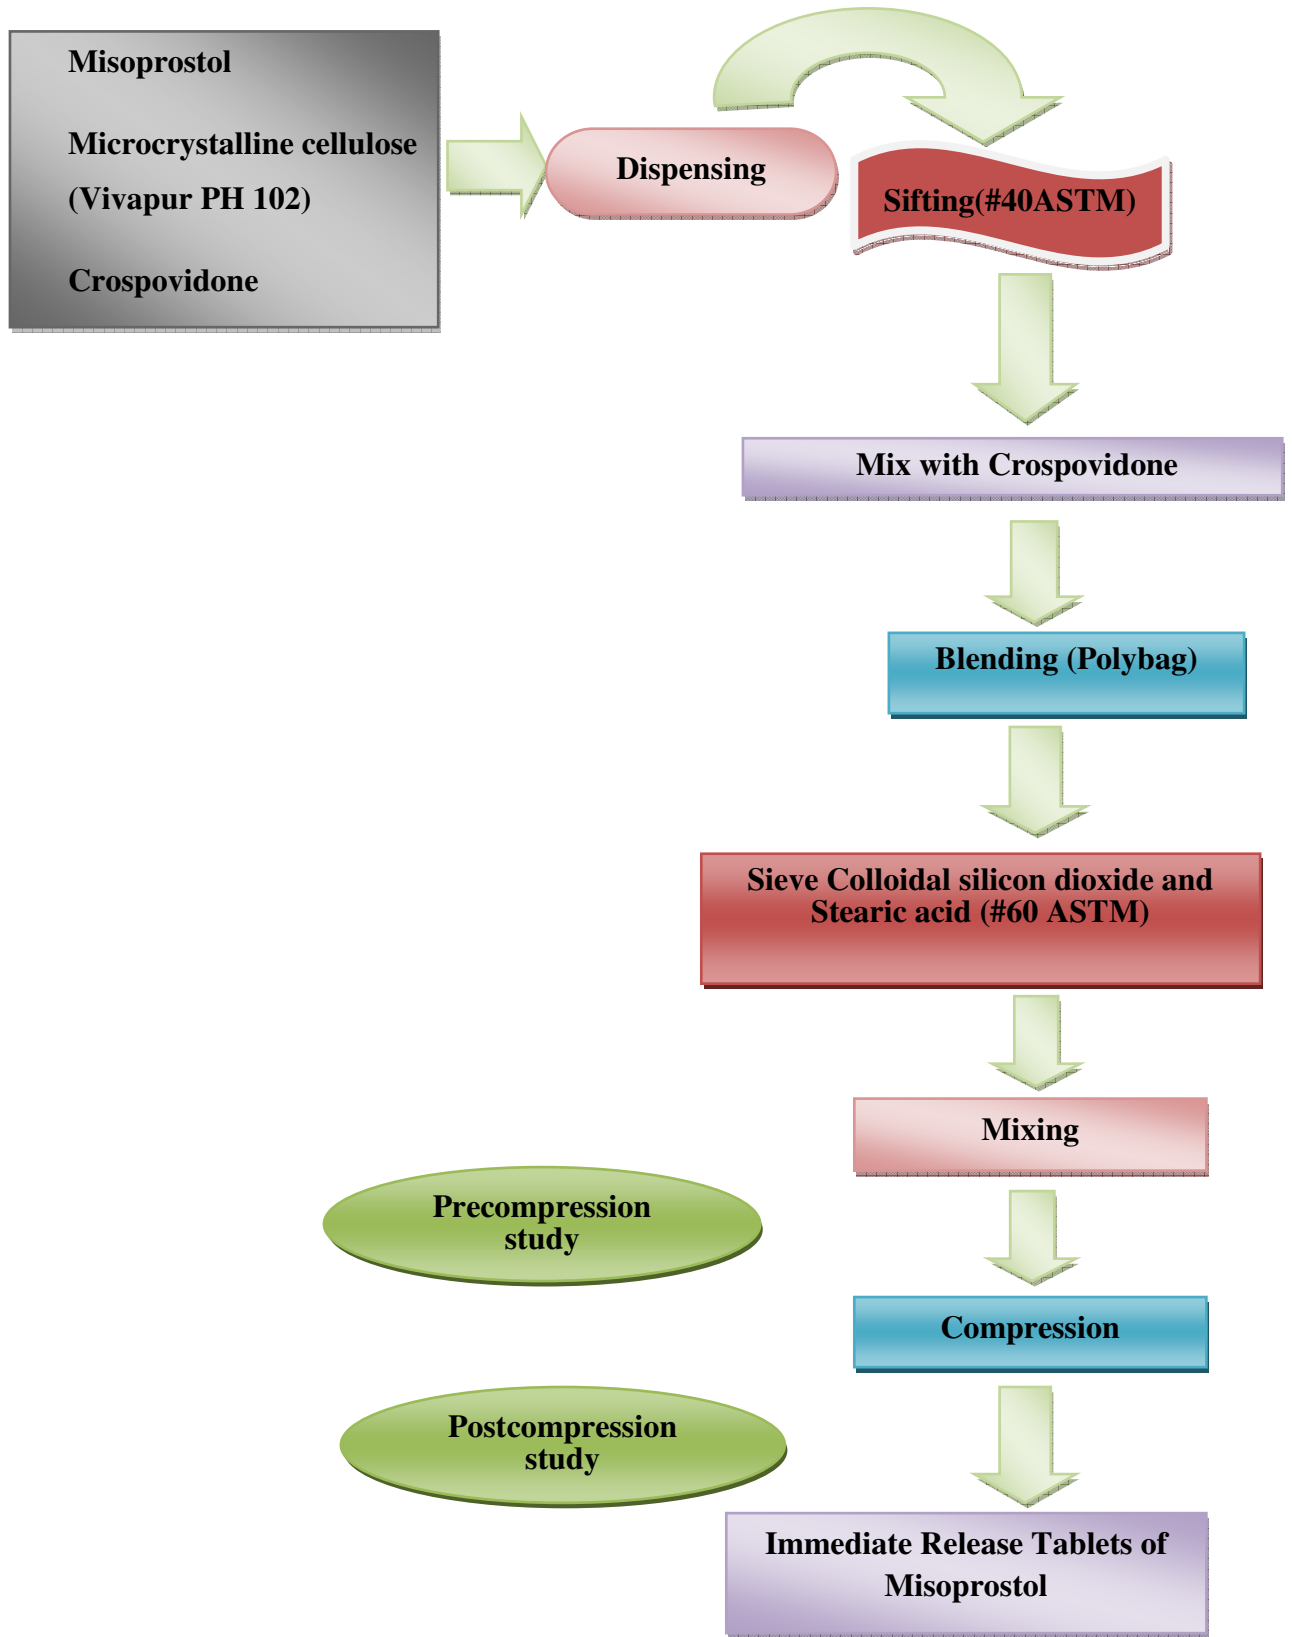 Misoprostol
Microcrystalline cellulose
(Vivapur PH 102)
Crospovidone
Dispensing
Sifting(#40ASTM)
Mix with Crospovidone
Blending (Polybag)
Sieve Colloidal silicon dioxide and
Stearic acid (#60 ASTM)
Mixing
Precompression
study
Compression
Postcompression
study
Immediate Release Tablets of
Misoprostol